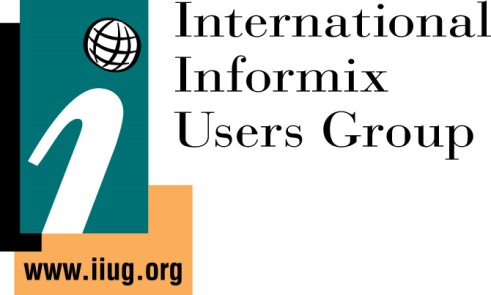 International
Informix
Users Group
www.iiug.org